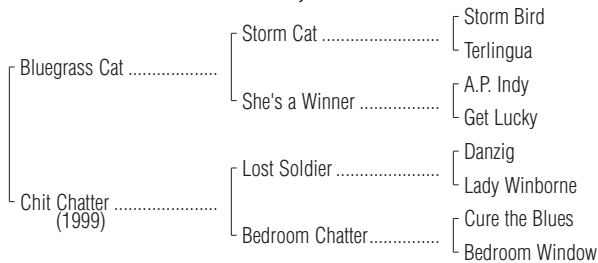 Storm Bird
Storm Cat ......................
Terlingua
Bluegrass Cat ..................
A.P. Indy
She's a Winner .................
Get Lucky
Danzig
Lost Soldier .....................
Lady Winborne
Chit Chatter .....................
(1999)
Cure the Blues
Bedroom Chatter...............
Bedroom Window